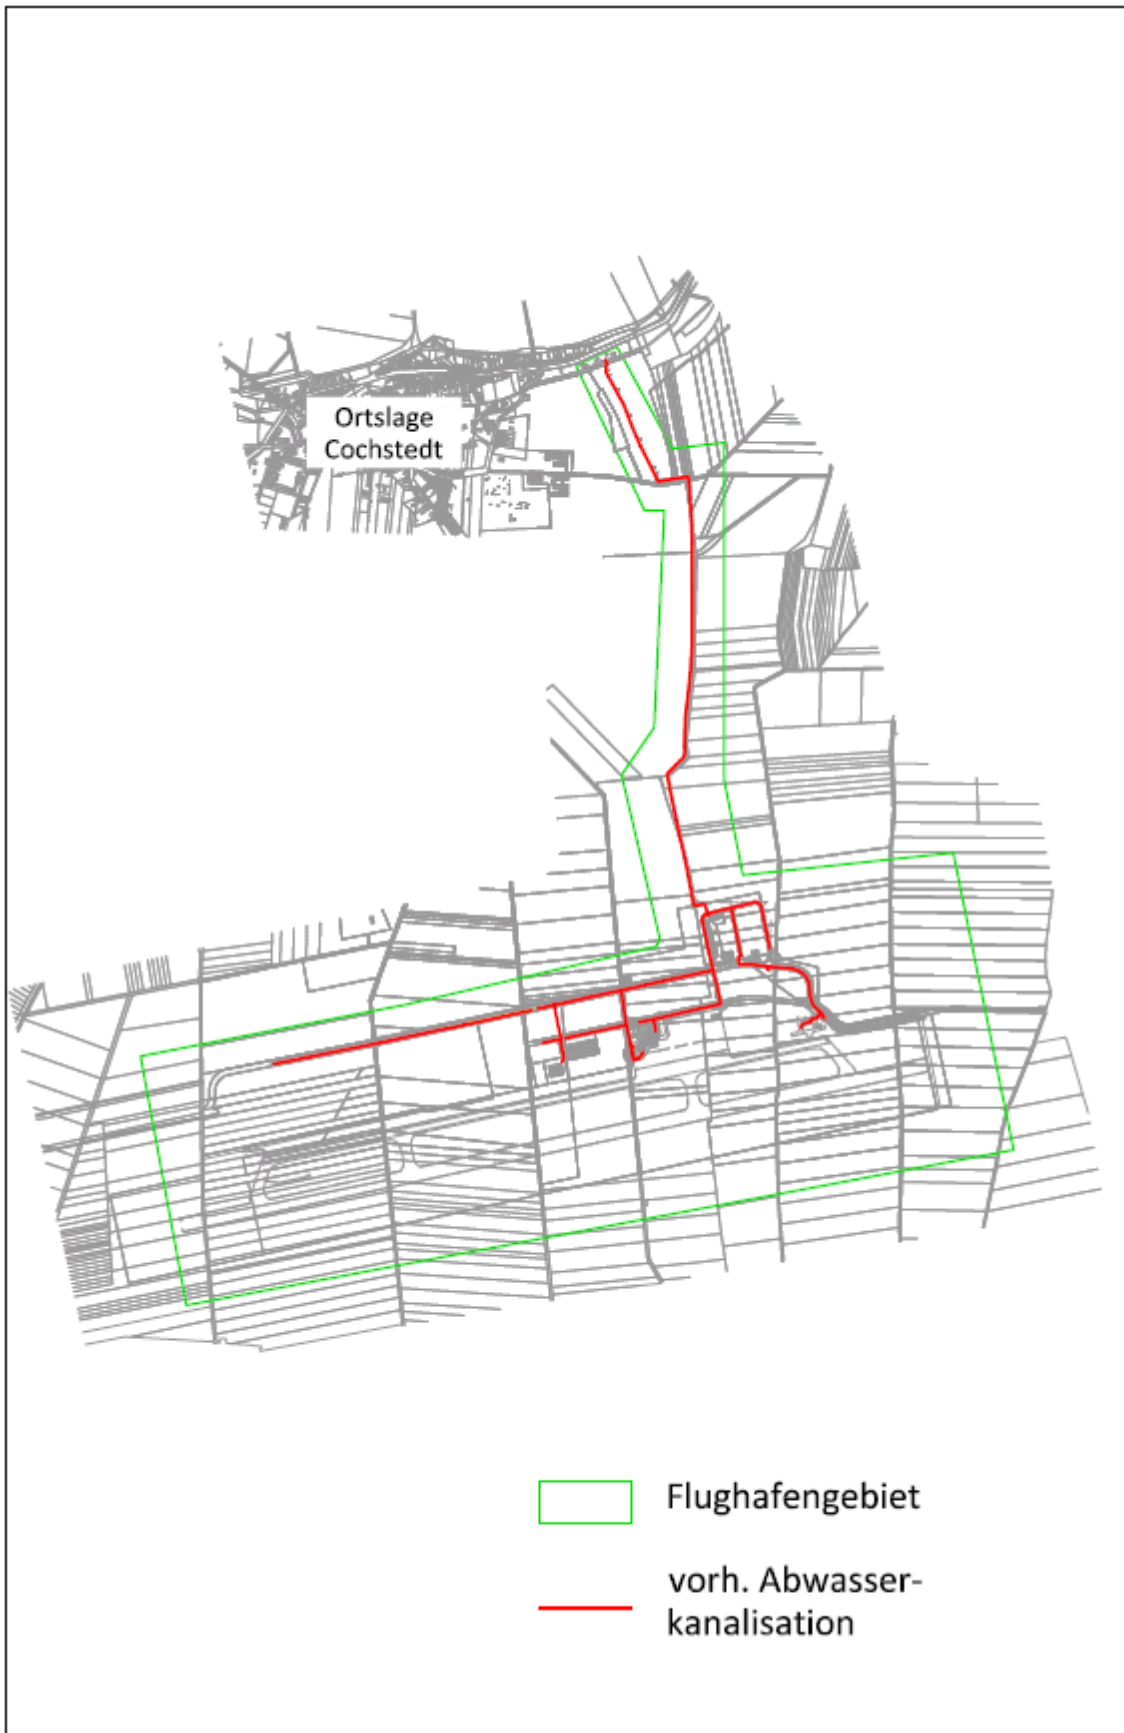 Ortslage
Cochstedt
Flughafengebiet
vorh. Abwasser-
kanalisation